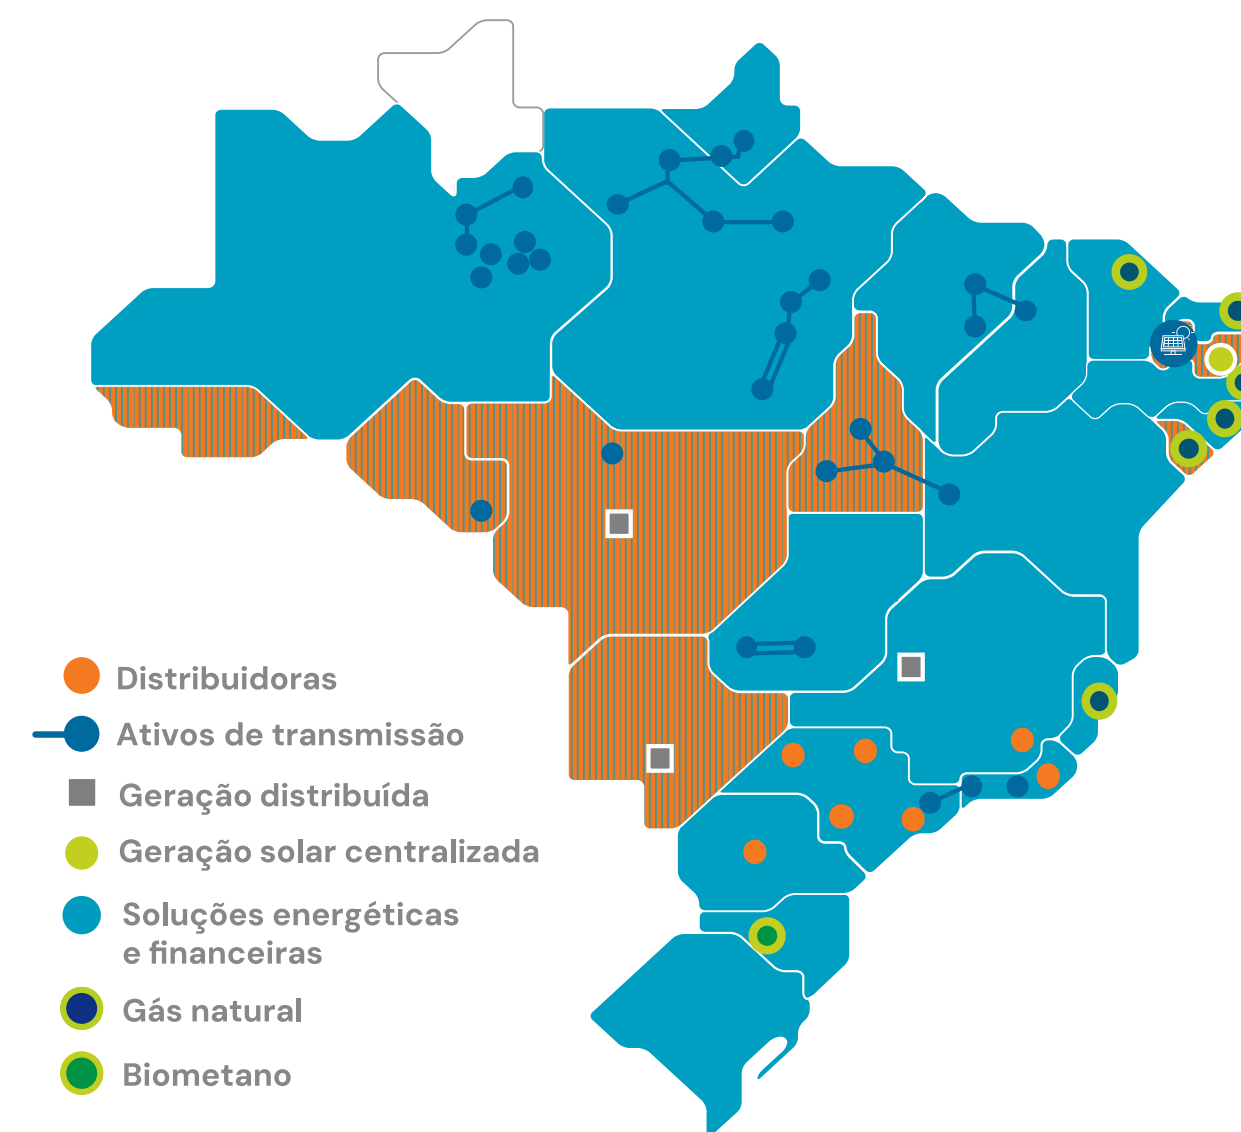 Distribuidoras
Ativos de transmissão
Geração distribuída
Geração solar centralizada
Soluções energéticas
e financeiras
Gás natural
Biometano